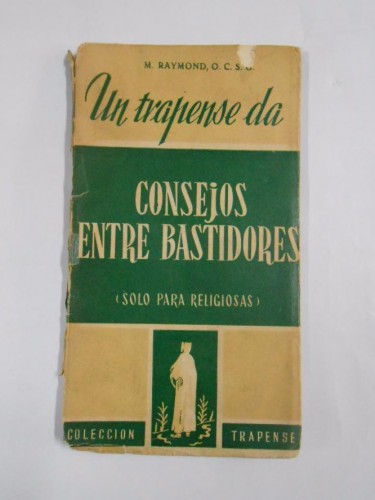 M. RAYMOND, O. C. S. O.
Un trapense da
CONSEjOS
ENTRE BASTIDORES
(SOLO PARA RELIGIOSAS)
COLECCION TRAPENSE